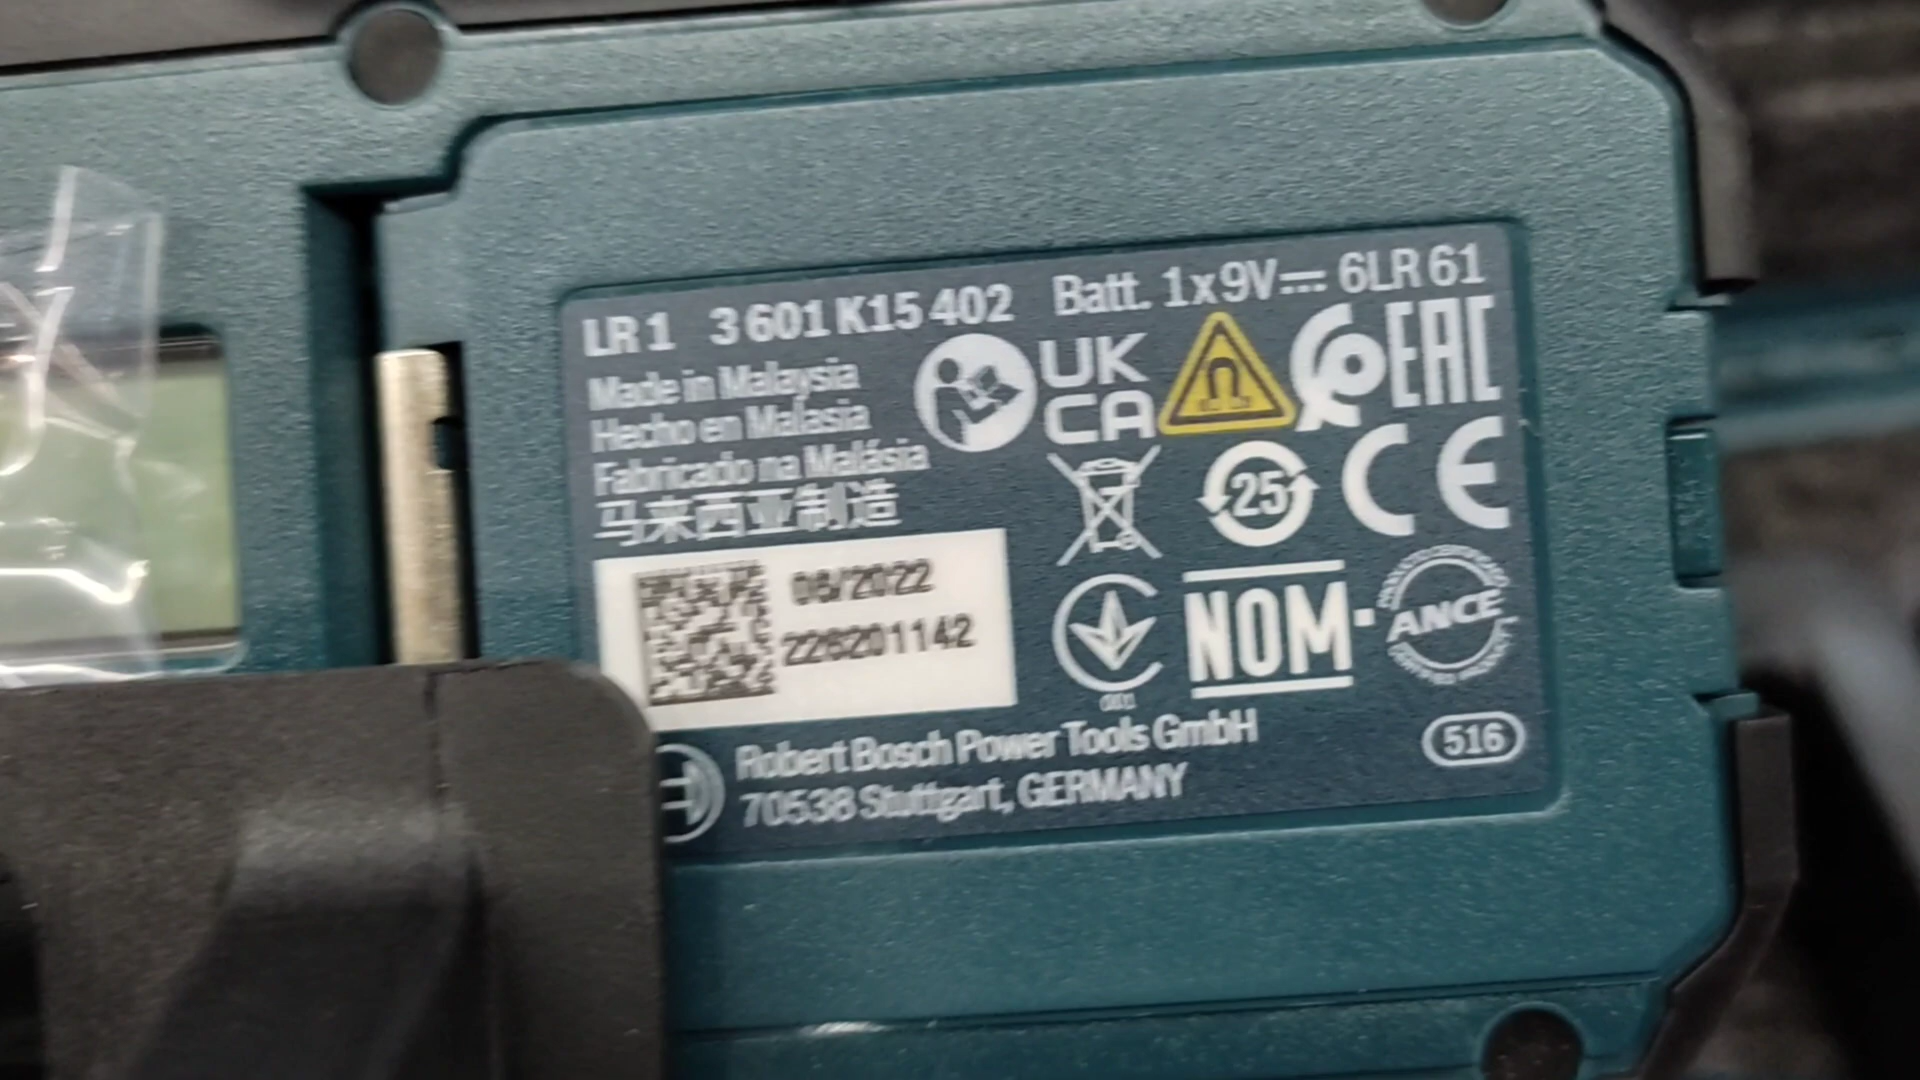 LR 1 3 601 K15 402 Batt. 1x9V⎓ 6LR 61
Made in Malaysia
Hecho en Malasia
Fabricado na Malásia
马来西亚制造
UK
CA
EAC
25
CE
06/2022
226201142
001
NOM
ANCE
Robert Bosch Power Tools GmbH
70538 Stuttgart, GERMANY
516